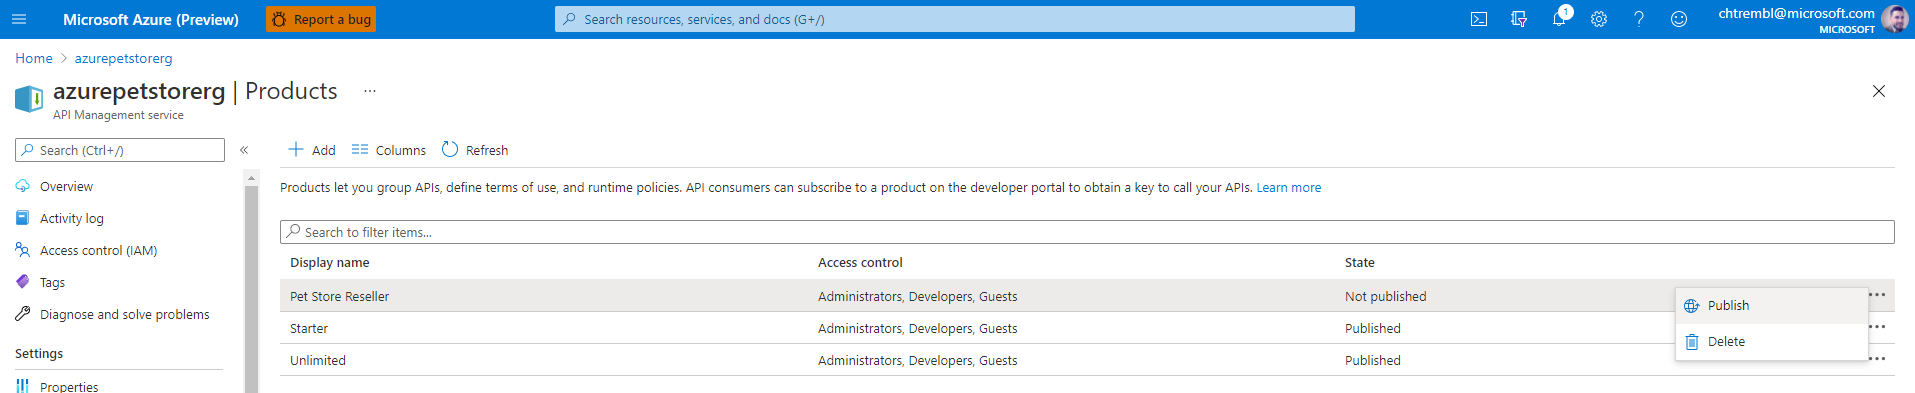 Microsoft Azure (Preview) Report a bug Search resources, services, and docs (G+/) 1 chtrembl@microsoft.com
MICROSOFT
Home > azurepetstorerg
azurepetstorerg | Products ...
API Management service
Search (Ctrl+/) « + Add Columns Refresh
Overview
Products let you group APIs, define terms of use, and runtime policies. API consumers can subscribe to a product on the developer portal to obtain a key to call your APIs. Learn more
Activity log
Search to filter items...
Access control (IAM)
Display name Access control State
Tags
Pet Store Reseller Administrators, Developers, Guests Not published ...
Publish
Diagnose and solve problems
Starter Administrators, Developers, Guests Published ...
Delete
Settings
Unlimited Administrators, Developers, Guests Published ...
Properties